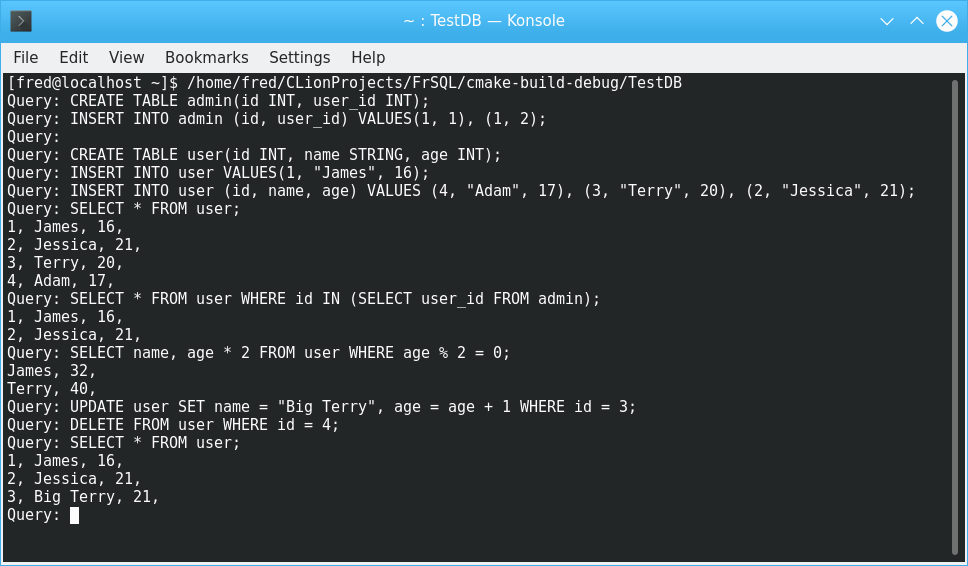 ~ : TestDB — Konsole
File Edit View Bookmarks Settings Help
[fred@localhost ~]$ /home/fred/CLionProjects/FrSQL/cmake-build-debug/TestDB
Query: CREATE TABLE admin(id INT, user_id INT);
Query: INSERT INTO admin (id, user_id) VALUES(1, 1), (1, 2);
Query:
Query: CREATE TABLE user(id INT, name STRING, age INT);
Query: INSERT INTO user VALUES(1, "James", 16);
Query: INSERT INTO user (id, name, age) VALUES (4, "Adam", 17), (3, "Terry", 20), (2, "Jessica", 21);
Query: SELECT * FROM user;
1, James, 16,
2, Jessica, 21,
3, Terry, 20,
4, Adam, 17,
Query: SELECT * FROM user WHERE id IN (SELECT user_id FROM admin);
1, James, 16,
2, Jessica, 21,
Query: SELECT name, age * 2 FROM user WHERE age % 2 = 0;
James, 32,
Terry, 40,
Query: UPDATE user SET name = "Big Terry", age = age + 1 WHERE id = 3;
Query: DELETE FROM user WHERE id = 4;
Query: SELECT * FROM user;
1, James, 16,
2, Jessica, 21,
3, Big Terry, 21,
Query: